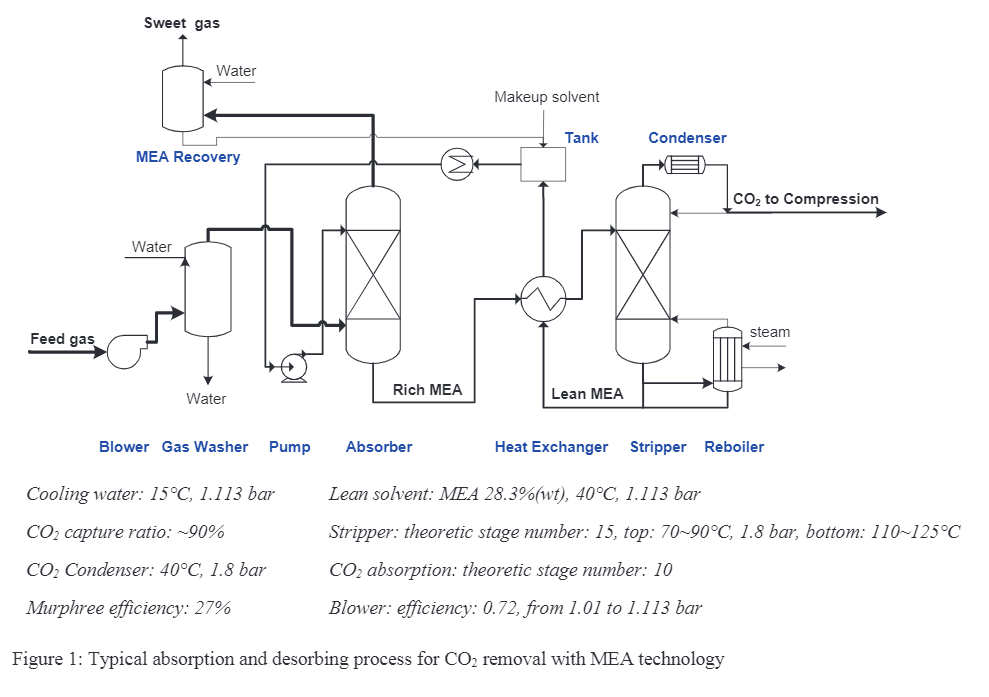 Sweet gas
Water
MEA Recovery
Makeup solvent
Tank
Condenser
CO₂ to Compression
Water
Feed gas
Water
Rich MEA
Lean MEA
steam
Blower Gas Washer Pump Absorber Heat Exchanger Stripper Reboiler
Cooling water: 15°C, 1.113 bar
Lean solvent: MEA 28.3%(wt), 40°C, 1.113 bar
CO₂ capture ratio: ~90%
Stripper: theoretic stage number: 15, top: 70~90°C, 1.8 bar, bottom: 110~125°C
CO₂ Condenser: 40°C, 1.8 bar
CO₂ absorption: theoretic stage number: 10
Murphree efficiency: 27%
Blower: efficiency: 0.72, from 1.01 to 1.113 bar
Figure 1: Typical absorption and desorbing process for CO₂ removal with MEA technology